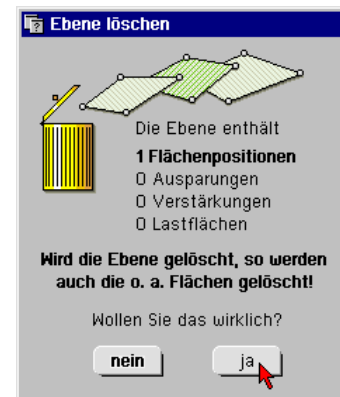 Ebene löschen
Die Ebene enthält
1 Flächenpositionen
0 Ausparungen
0 Verstärkungen
0 Lastflächen
Wird die Ebene gelöscht, so werden
auch die o. a. Flächen gelöscht!
Wollen Sie das wirklich?
nein ja